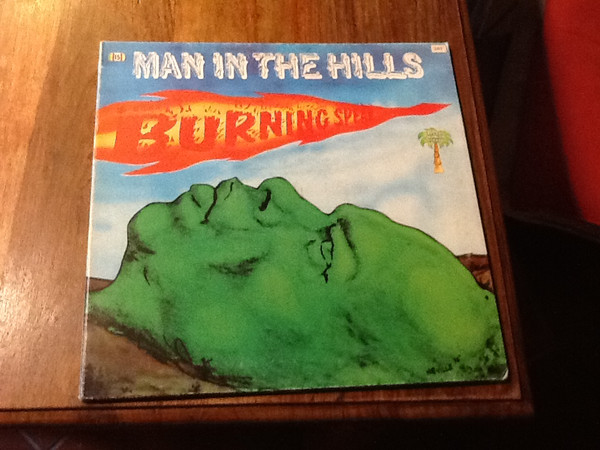 MAN IN THE HILLS
BURNING SPEAR